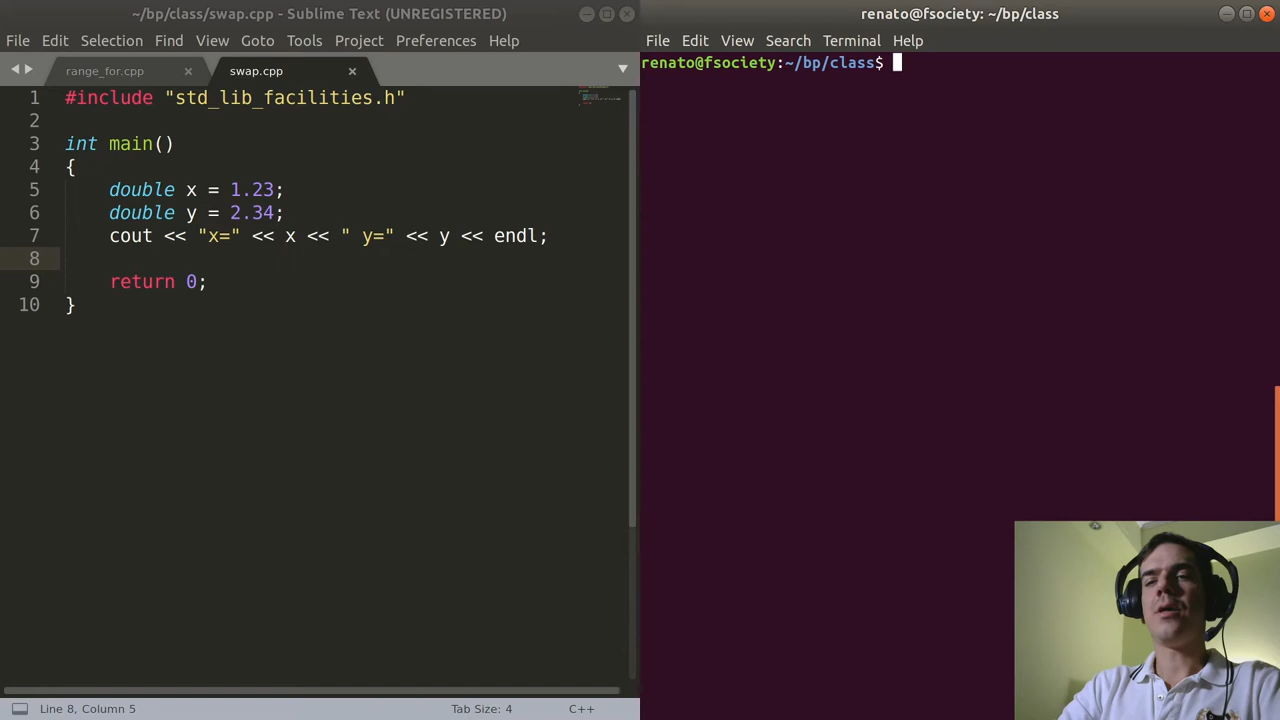 ~/bp/class/swap.cpp - Sublime Text (UNREGISTERED)
File Edit Selection Find View Goto Tools Project Preferences Help
range_for.cpp swap.cpp
1 #include "std_lib_facilities.h"
2
3 int main()
4 {
5 double x = 1.23;
6 double y = 2.34;
7 cout << "x=" << x << " y=" << y << endl;
8
9 return 0;
10 }
Line 8, Column 5 Tab Size: 4 C++
renato@fsociety: ~/bp/class
File Edit View Search Terminal Help
renato@fsociety:~/bp/class$